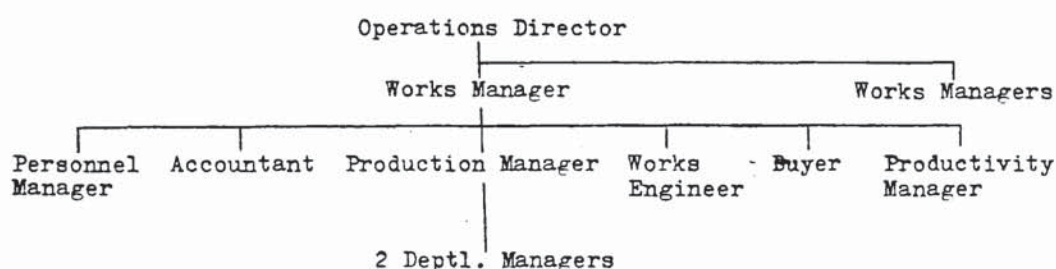 Operations Director
Works Manager Works Managers
Personnel Accountant Production Manager Works Buyer Productivity
Manager Engineer Manager
2 Deptl. Managers